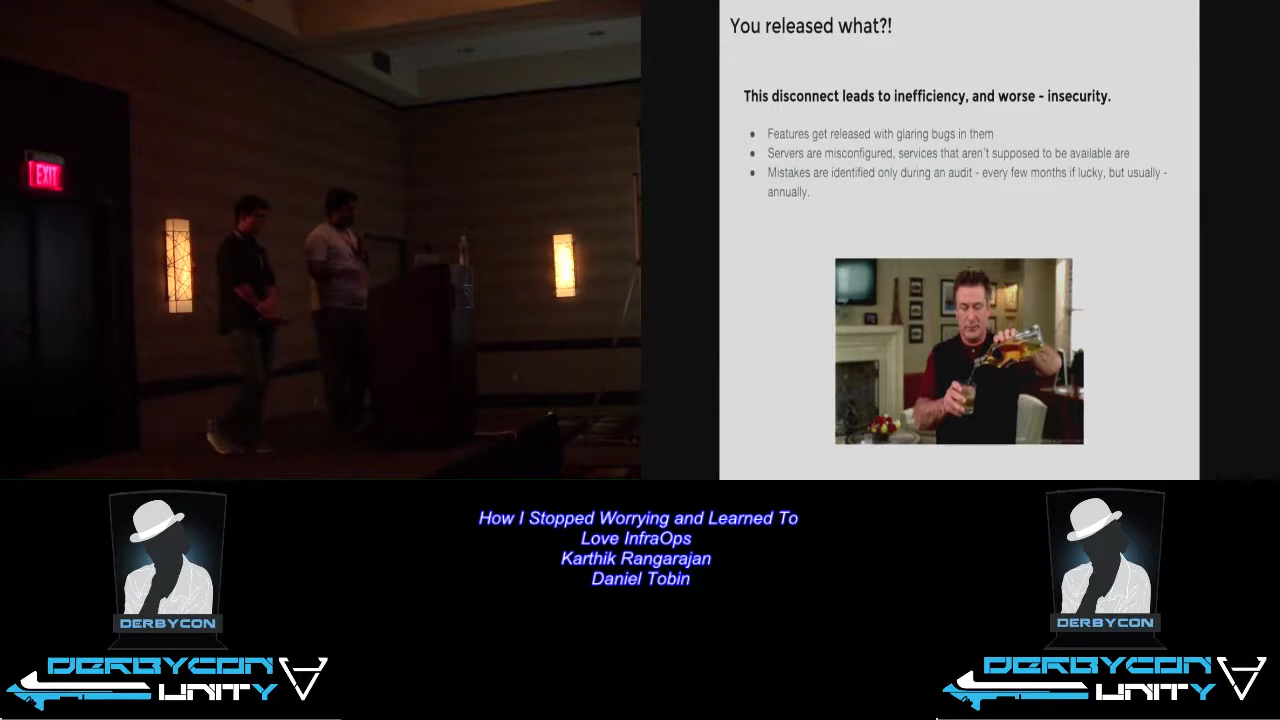 EXIT
You released what?!
This disconnect leads to inefficiency, and worse - insecurity.
● Features get released with glaring bugs in them
● Servers are misconfigured, services that aren't supposed to be available are
● Mistakes are identified only during an audit - every few months if lucky, but usually -
annually.
How I Stopped Worrying and Learned To
Love InfraOps
Karthik Rangarajan
Daniel Tobin
DERBYCON
DERBYCON
UNITY
DERBYCON
DERBYCON
UNITY